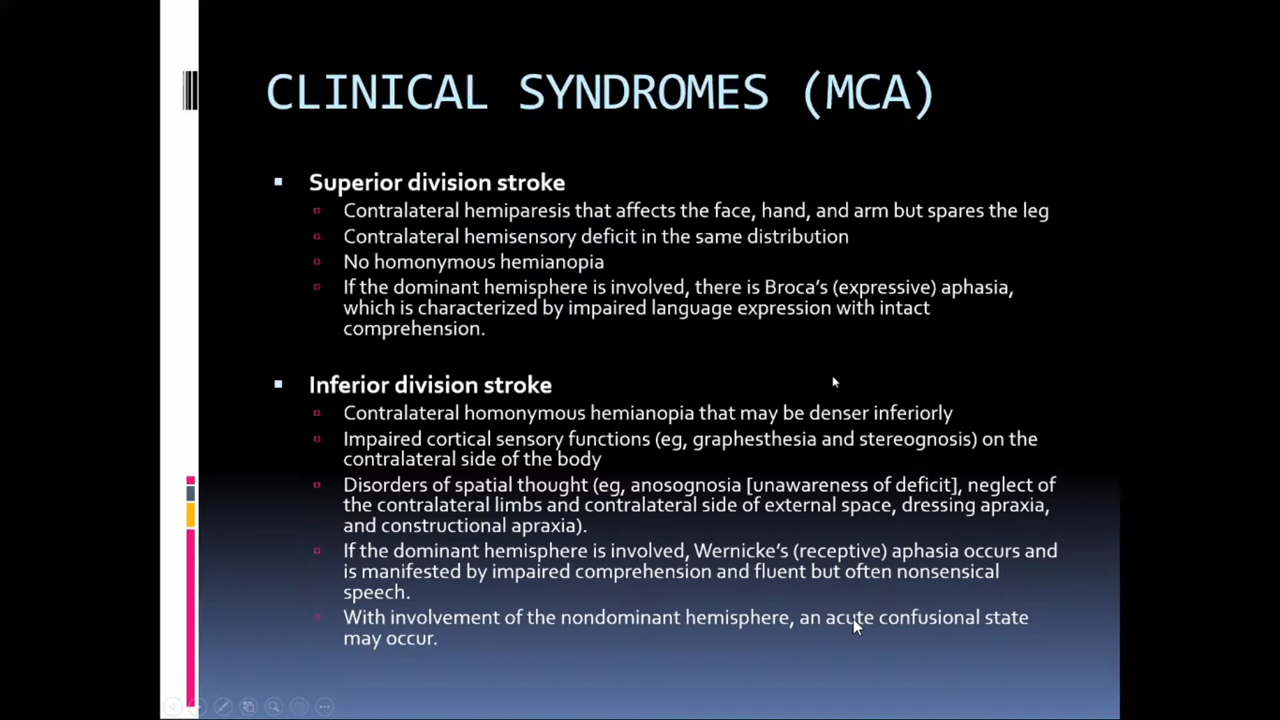 CLINICAL SYNDROMES (MCA)
Superior division stroke
Contralateral hemiparesis that affects the face, hand, and arm but spares the leg
Contralateral hemisensory deficit in the same distribution
No homonymous hemianopia
If the dominant hemisphere is involved, there is Broca's (expressive) aphasia,
which is characterized by impaired language expression with intact
comprehension.
Inferior division stroke
Contralateral homonymous hemianopia that may be denser inferiorly
Impaired cortical sensory functions (eg, graphesthesia and stereognosis) on the
contralateral side of the body
Disorders of spatial thought (eg, anosognosia [unawareness of deficit], neglect of
the contralateral limbs and contralateral side of external space, dressing apraxia,
and constructional apraxia).
If the dominant hemisphere is involved, Wernicke's (receptive) aphasia occurs and
is manifested by impaired comprehension and fluent but often nonsensical
speech.
With involvement of the nondominant hemisphere, an acute confusional state
may occur.